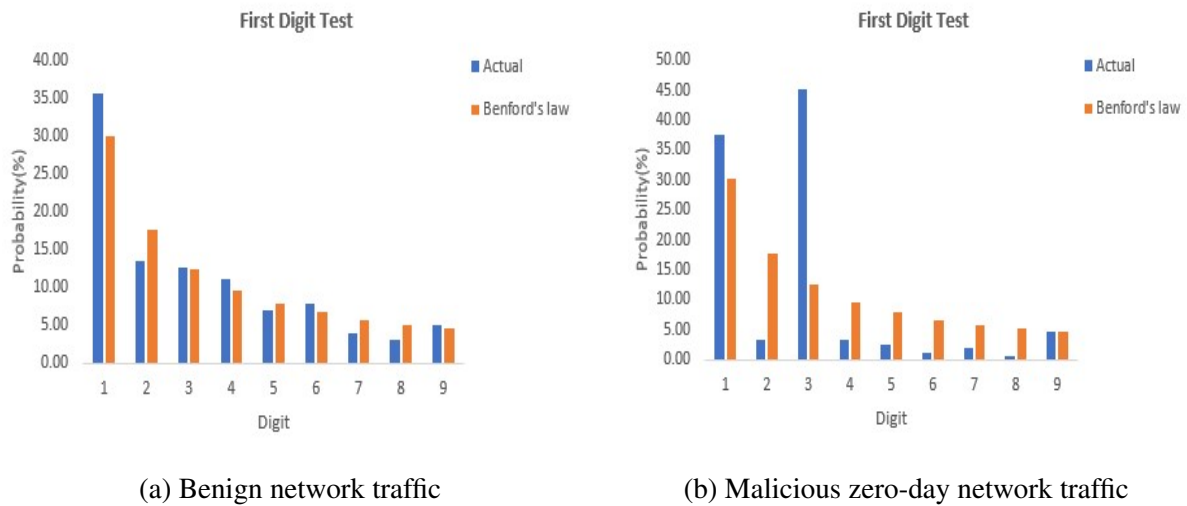 First Digit Test
40.00
35.00
30.00
25.00
20.00
15.00
10.00
5.00
0.00
Probability(%)
1 2 3 4 5 6 7 8 9
Digit
Actual
Benford's law
(a) Benign network traffic
First Digit Test
50.00
45.00
40.00
35.00
30.00
25.00
20.00
15.00
10.00
5.00
0.00
Probability(%)
1 2 3 4 5 6 7 8 9
Digit
Actual
Benford's law
(b) Malicious zero-day network traffic